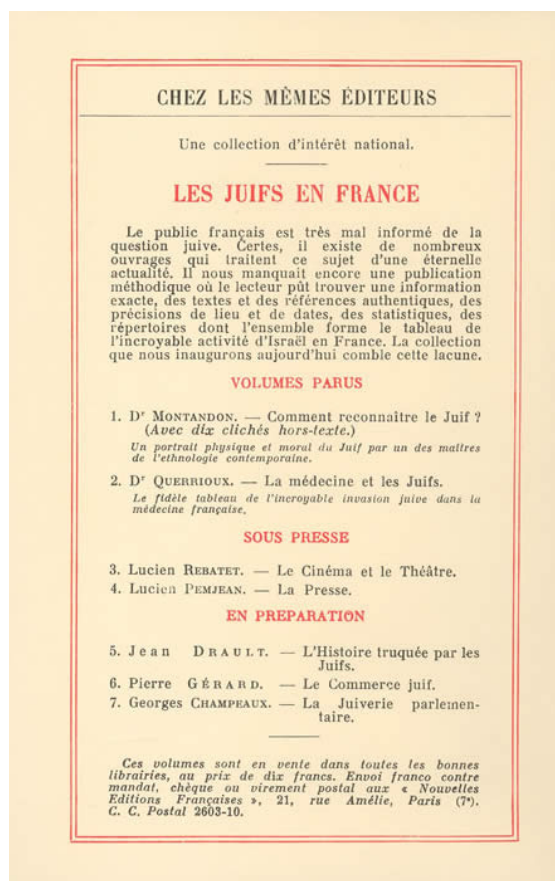 CHEZ LES MÊMES ÉDITEURS
Une collection d'intérêt national.
LES JUIFS EN FRANCE
Le public français est très mal informé de la
question juive. Certes, il existe de nombreux
ouvrages qui traitent ce sujet d'une éternelle
actualité. Il nous manquait encore une publication
méthodique où le lecteur pût trouver une information
exacte, des textes et des références authentiques, des
précisions de lieu et de dates, des statistiques, des
répertoires dont l'ensemble forme le tableau de
l'incroyable activité d'Israël en France. La collection
que nous inaugurons aujourd'hui comble cette lacune.
VOLUMES PARUS
1. Dr MONTANDON. — Comment reconnaître le Juif ?
(Avec dix clichés hors-texte.)
Un portrait physique et moral du Juif par un des maîtres
de l'ethnologie contemporaine.
2. Dr QUERRIOUX. — La médecine et les Juifs.
Le fidèle tableau de l'incroyable invasion juive dans la
médecine française.
SOUS PRESSE
3. Lucien REBATET. — Le Cinéma et le Théâtre.
4. Lucien PEMJEAN. — La Presse.
EN PREPARATION
5. Jean DRAULT. — L'Histoire truquée par les
Juifs.
6. Pierre GÉRARD. — Le Commerce juif.
7. Georges CHAMPEAUX. — La Juiverie parlemen-
taire.
Ces volumes sont en vente dans toutes les bonnes
librairies, au prix de dix francs. Envoi franco contre
mandat, chèque ou virement postal aux « Nouvelles
Editions Françaises », 21, rue Amélie, Paris (7e).
C. C. Postal 2603-10.